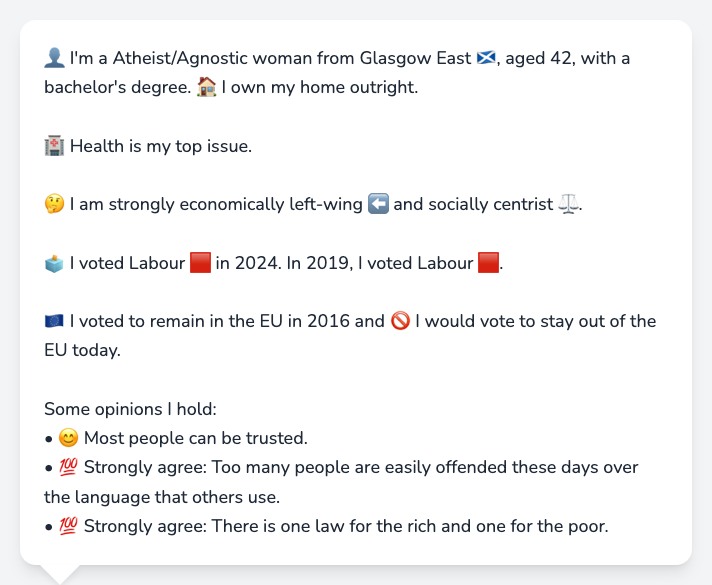 👤 I'm a Atheist/Agnostic woman from Glasgow East 🏴󠁧󠁢󠁳󠁣󠁴󠁿, aged 42, with a
bachelor's degree. 🏠 I own my home outright.
🏥 Health is my top issue.
🤔 I am strongly economically left-wing ⬅️ and socially centrist ⚖️.
🗳️ I voted Labour 🟥 in 2024. In 2019, I voted Labour 🟥.
🇪🇺 I voted to remain in the EU in 2016 and 🚫 I would vote to stay out of the
EU today.
Some opinions I hold:
• 😊 Most people can be trusted.
• 💯 Strongly agree: Too many people are easily offended these days over
the language that others use.
• 💯 Strongly agree: There is one law for the rich and one for the poor.